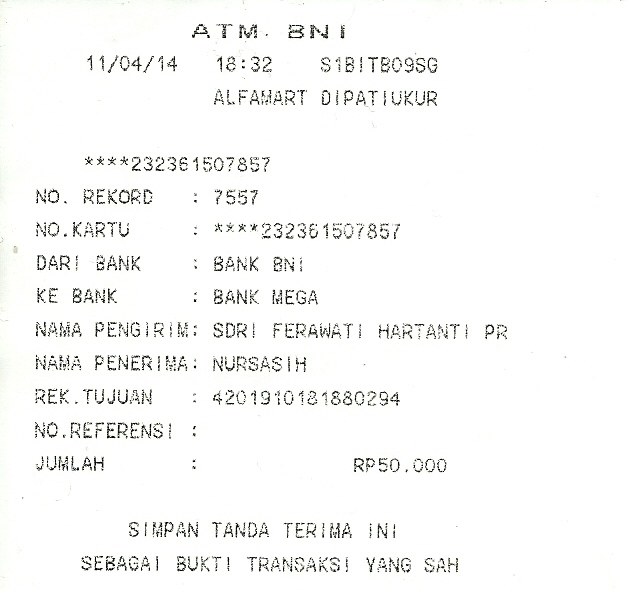 ATM BNI
11/04/14 18:32 S1BITB09SG
ALFAMART DIPATIUKUR
****232361507857
NO. REKORD : 7557
NO.KARTU : ****232361507857
DARI BANK : BANK BNI
KE BANK : BANK MEGA
NAMA PENGIRIM: SDRI FERAWATI HARTANTI PR
NAMA PENERIMA: NURSASIH
REK.TUJUAN : 4201910181880294
NO.REFERENSI :
JUMLAH : RP50.000
SIMPAN TANDA TERIMA INI
SEBAGAI BUKTI TRANSAKSI YANG SAH